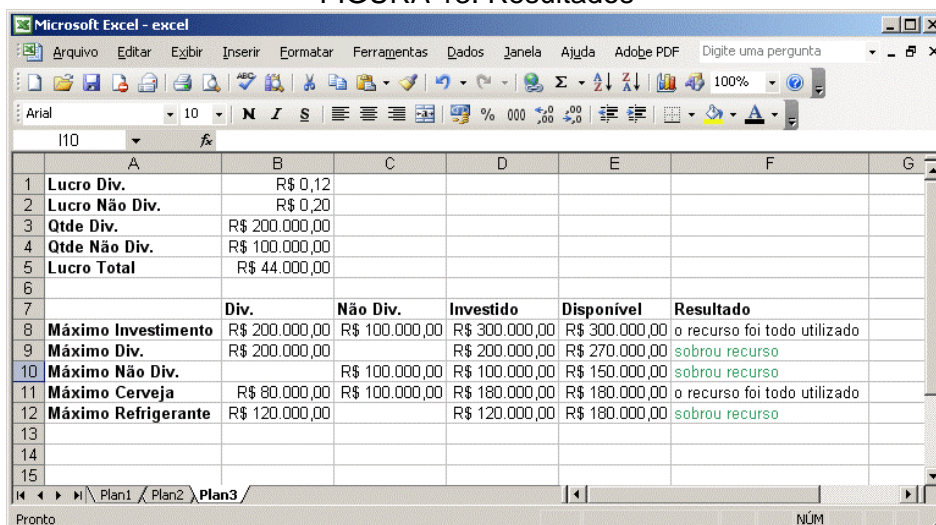 FIGURA 18: Resultados
Microsoft Excel - excel
Arquivo Editar Exibir Inserir Formatar Ferramentas Dados Janela Ajuda Adobe PDF Digite uma pergunta
100%
Arial 10 N I S % 000
I10 fx
A B C D E F G
1 Lucro Div. R$ 0,12
2 Lucro Não Div. R$ 0,20
3 Qtde Div. R$ 200.000,00
4 Qtde Não Div. R$ 100.000,00
5 Lucro Total R$ 44.000,00
6
7 Div. Não Div. Investido Disponível Resultado
8 Máximo Investimento R$ 200.000,00 R$ 100.000,00 R$ 300.000,00 R$ 300.000,00 o recurso foi todo utilizado
9 Máximo Div. R$ 200.000,00 R$ 200.000,00 R$ 270.000,00 sobrou recurso
10 Máximo Não Div. R$ 100.000,00 R$ 100.000,00 R$ 150.000,00 sobrou recurso
11 Máximo Cerveja R$ 80.000,00 R$ 100.000,00 R$ 180.000,00 R$ 180.000,00 o recurso foi todo utilizado
12 Máximo Refrigerante R$ 120.000,00 R$ 120.000,00 R$ 180.000,00 sobrou recurso
13
14
15
Plan1 Plan2 Plan3
Pronto NÚM